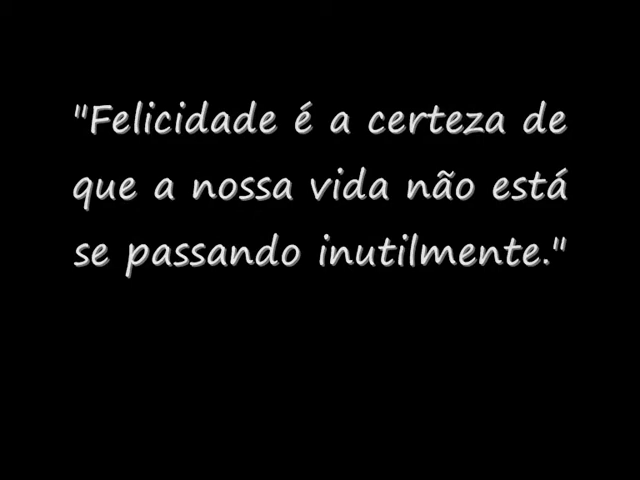 "Felicidade é a certeza de
que a nossa vida não está
se passando inutilmente."